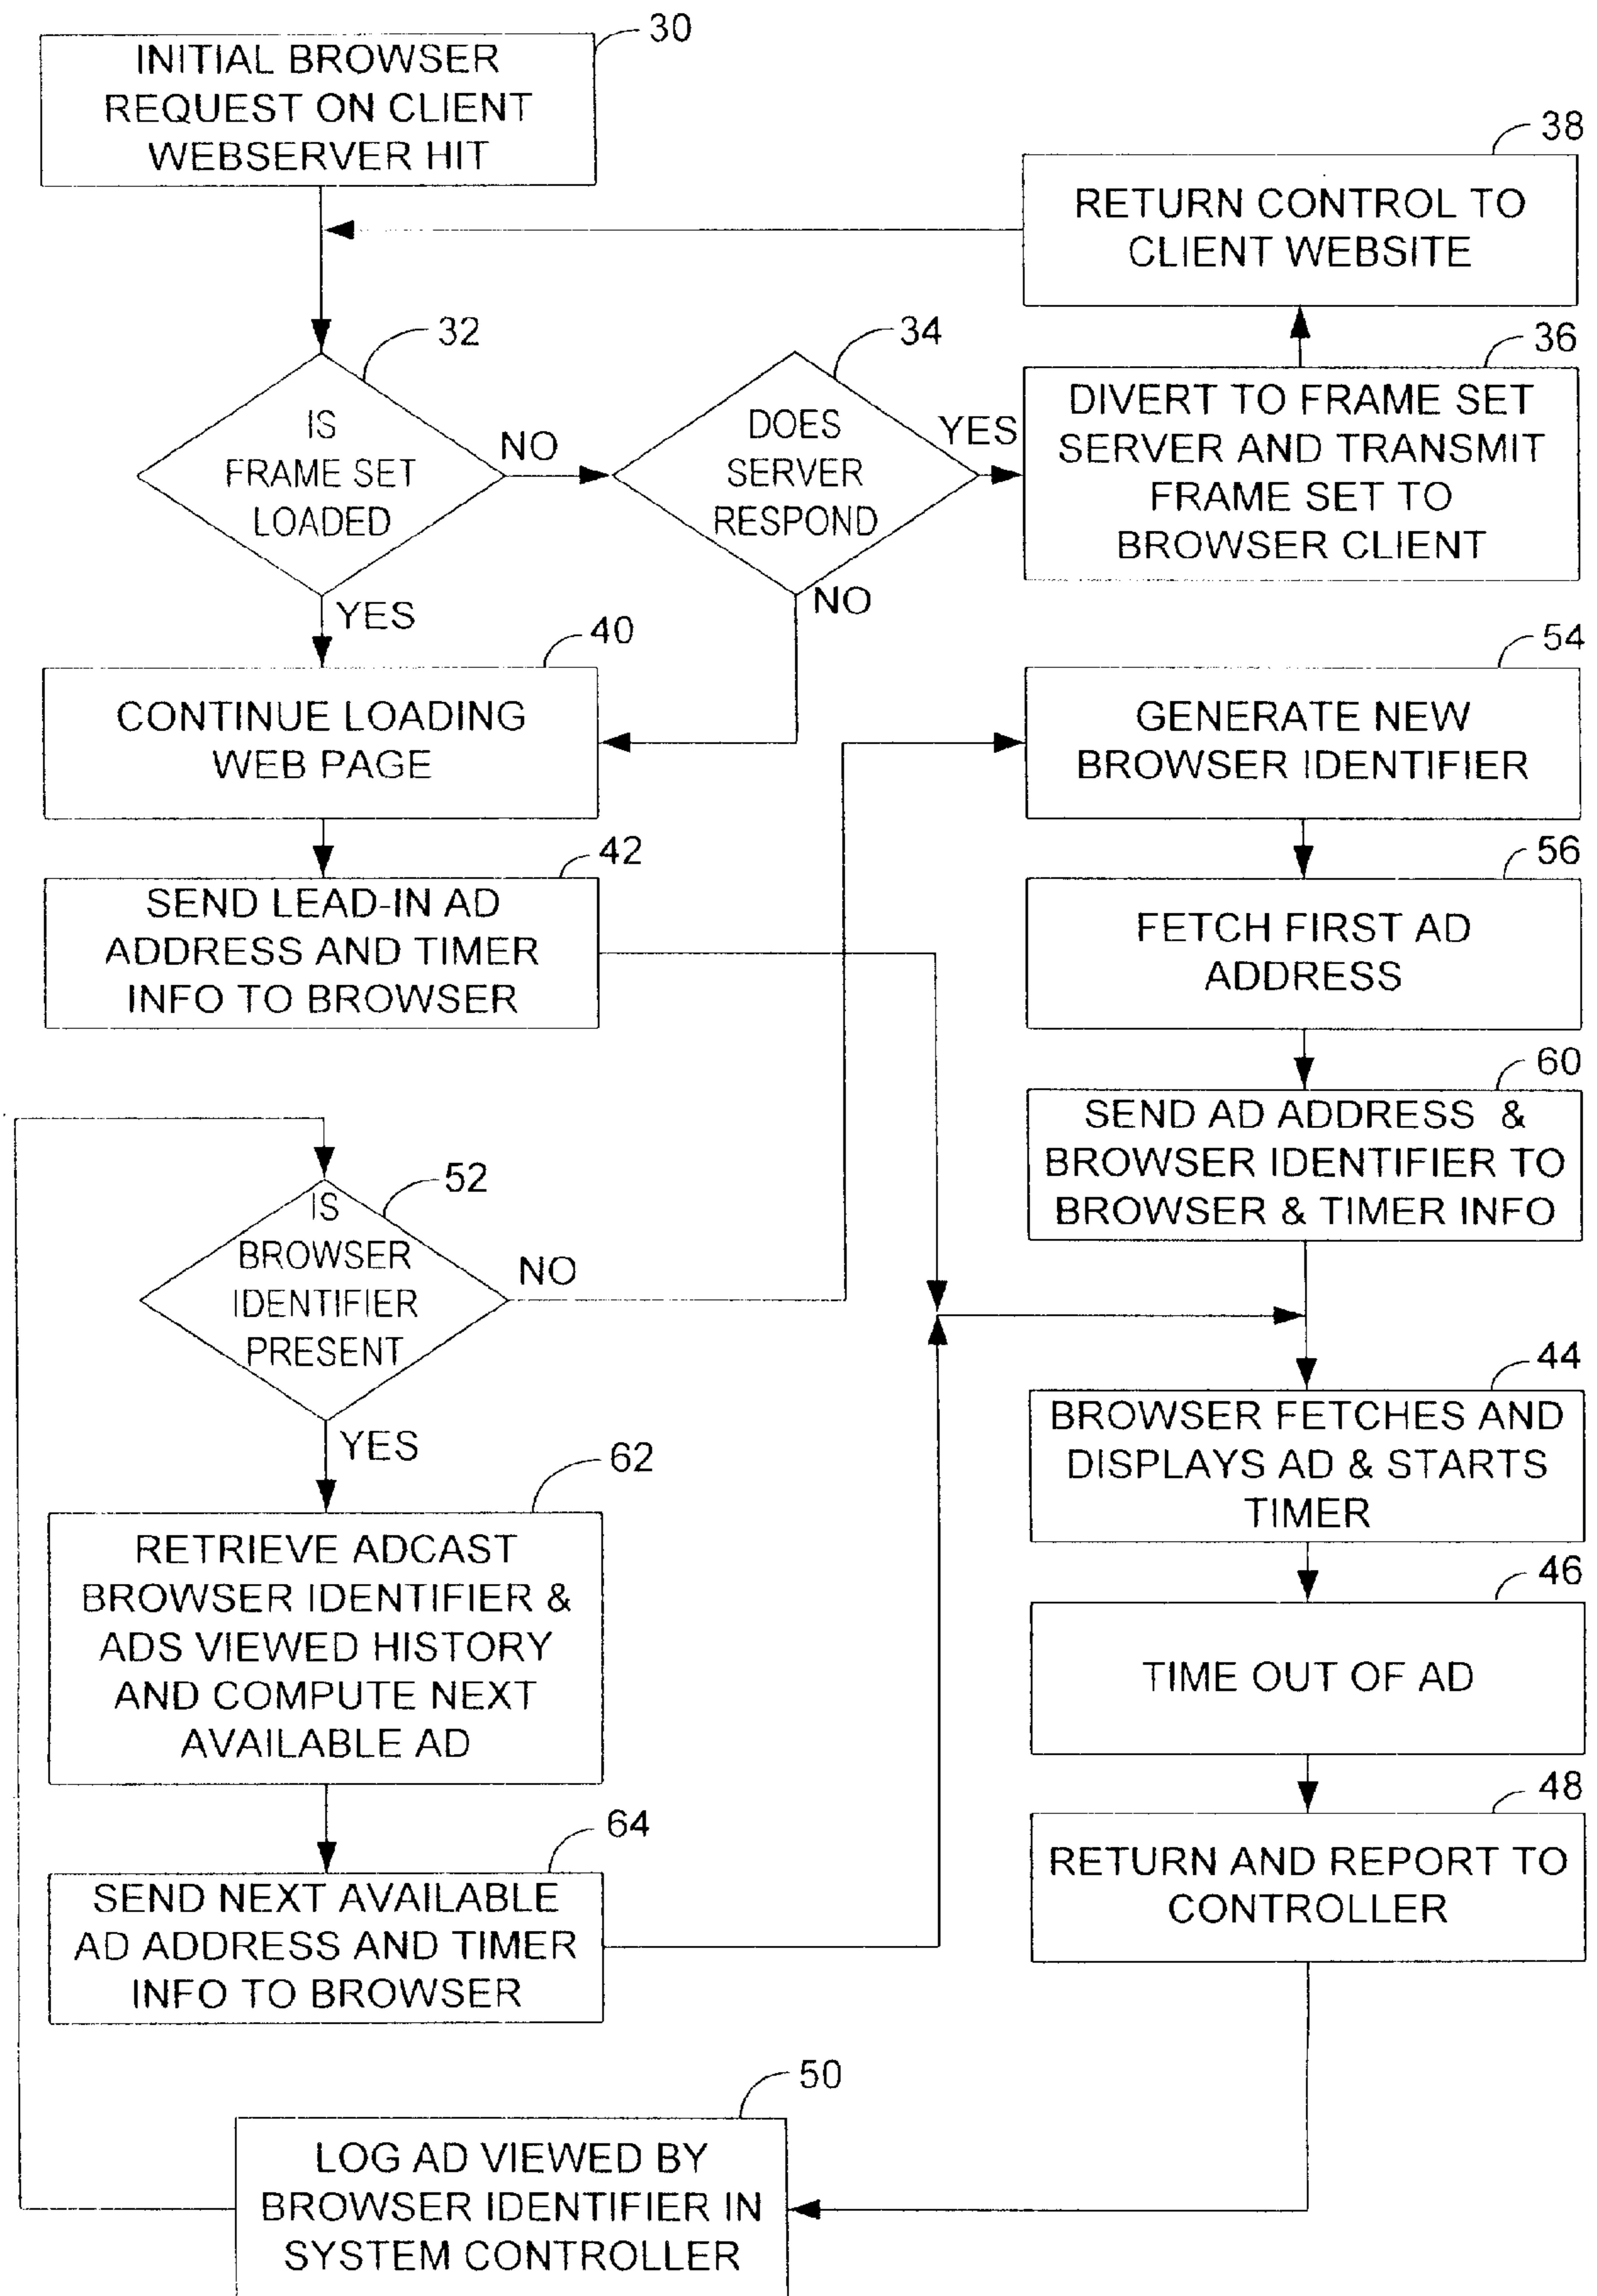 30
INITIAL BROWSER
REQUEST ON CLIENT
WEBSERVER HIT
38
RETURN CONTROL TO
CLIENT WEBSITE
32
IS
FRAME SET
LOADED
NO
YES
34
DOES
SERVER
RESPOND
YES
NO
36
DIVERT TO FRAME SET
SERVER AND TRANSMIT
FRAME SET TO
BROWSER CLIENT
40
CONTINUE LOADING
WEB PAGE
42
SEND LEAD-IN AD
ADDRESS AND TIMER
INFO TO BROWSER
54
GENERATE NEW
BROWSER IDENTIFIER
56
FETCH FIRST AD
ADDRESS
60
SEND AD ADDRESS &
BROWSER IDENTIFIER TO
BROWSER & TIMER INFO
52
IS
BROWSER
IDENTIFIER
PRESENT
NO
YES
62
RETRIEVE ADCAST
BROWSER IDENTIFIER &
ADS VIEWED HISTORY
AND COMPUTE NEXT
AVAILABLE AD
64
SEND NEXT AVAILABLE
AD ADDRESS AND TIMER
INFO TO BROWSER
44
BROWSER FETCHES AND
DISPLAYS AD & STARTS
TIMER
46
TIME OUT OF AD
48
RETURN AND REPORT TO
CONTROLLER
50
LOG AD VIEWED BY
BROWSER IDENTIFIER IN
SYSTEM CONTROLLER